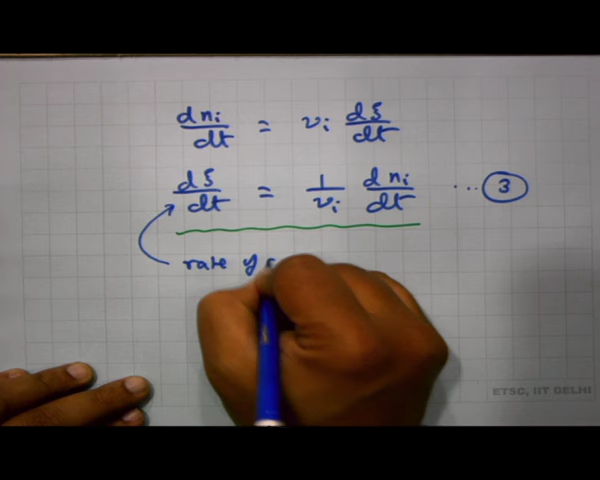 dnᵢ/dt = νᵢ dξ/dt
dξ/dt = 1/νᵢ dnᵢ/dt ... ③
rate of
ETSC, IIT DELHI